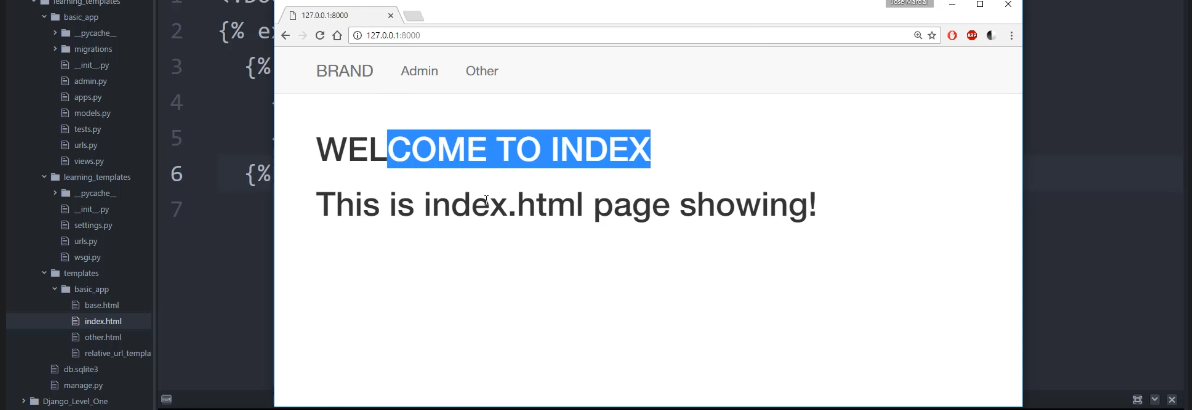 learning_templates
basic_app
__pycache__
migrations
__init__.py
admin.py
apps.py
models.py
tests.py
urls.py
views.py
learning_templates
__pycache__
__init__.py
settings.py
urls.py
wsgi.py
templates
basic_app
base.html
index.html
other.html
relative_url_templa
db.sqlite3
manage.py
Django_Level_One
2 {% e
3 {%
4
5
6 {%
7
Jose Marcial
127.0.0.1:8000
127.0.0.1:8000
BRAND Admin Other
WELCOME TO INDEX
This is index.html page showing!